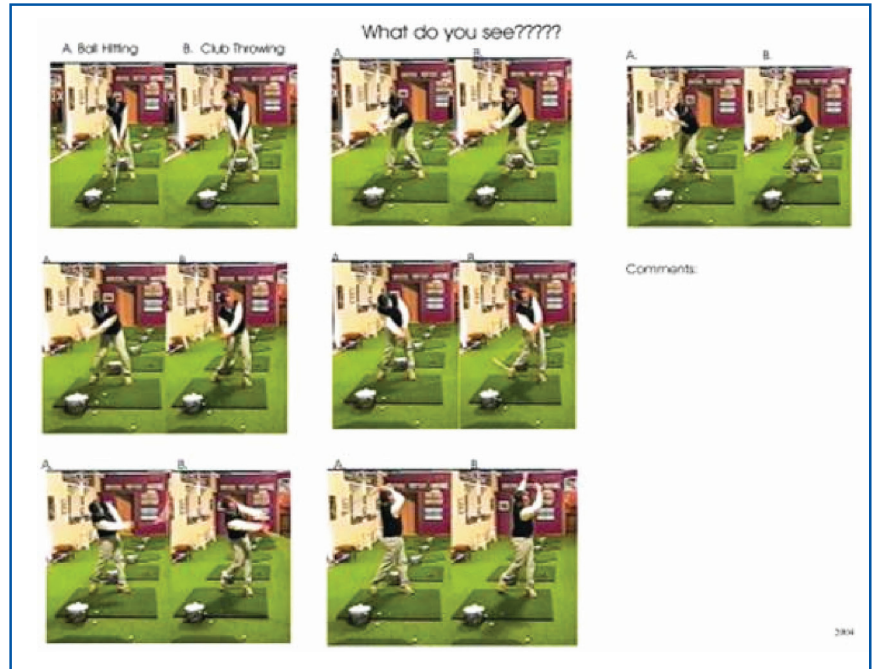 What do you see?????
A. Ball Hitting B. Club Throwing
A. B.
A. B.
A. B.
A. B.
Comments:
A. B.
A. B.
2004